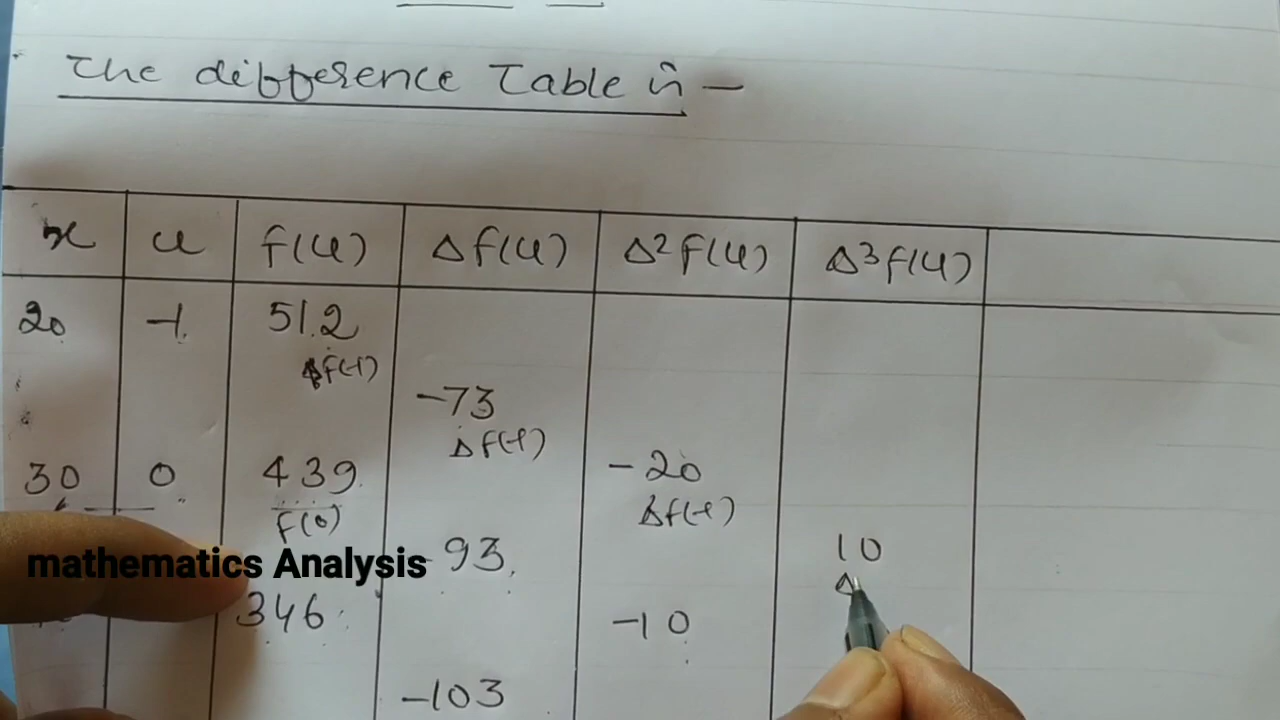 The difference Table is —
x u f(u) Δf(u) Δ²f(u) Δ³f(u)
20 -1 512
f(-1)
-73
Δf(-1)
30 0 439 -20
f(0) Δf(-1)
mathematics Analysis -93 10
Δ
346 -10
-103